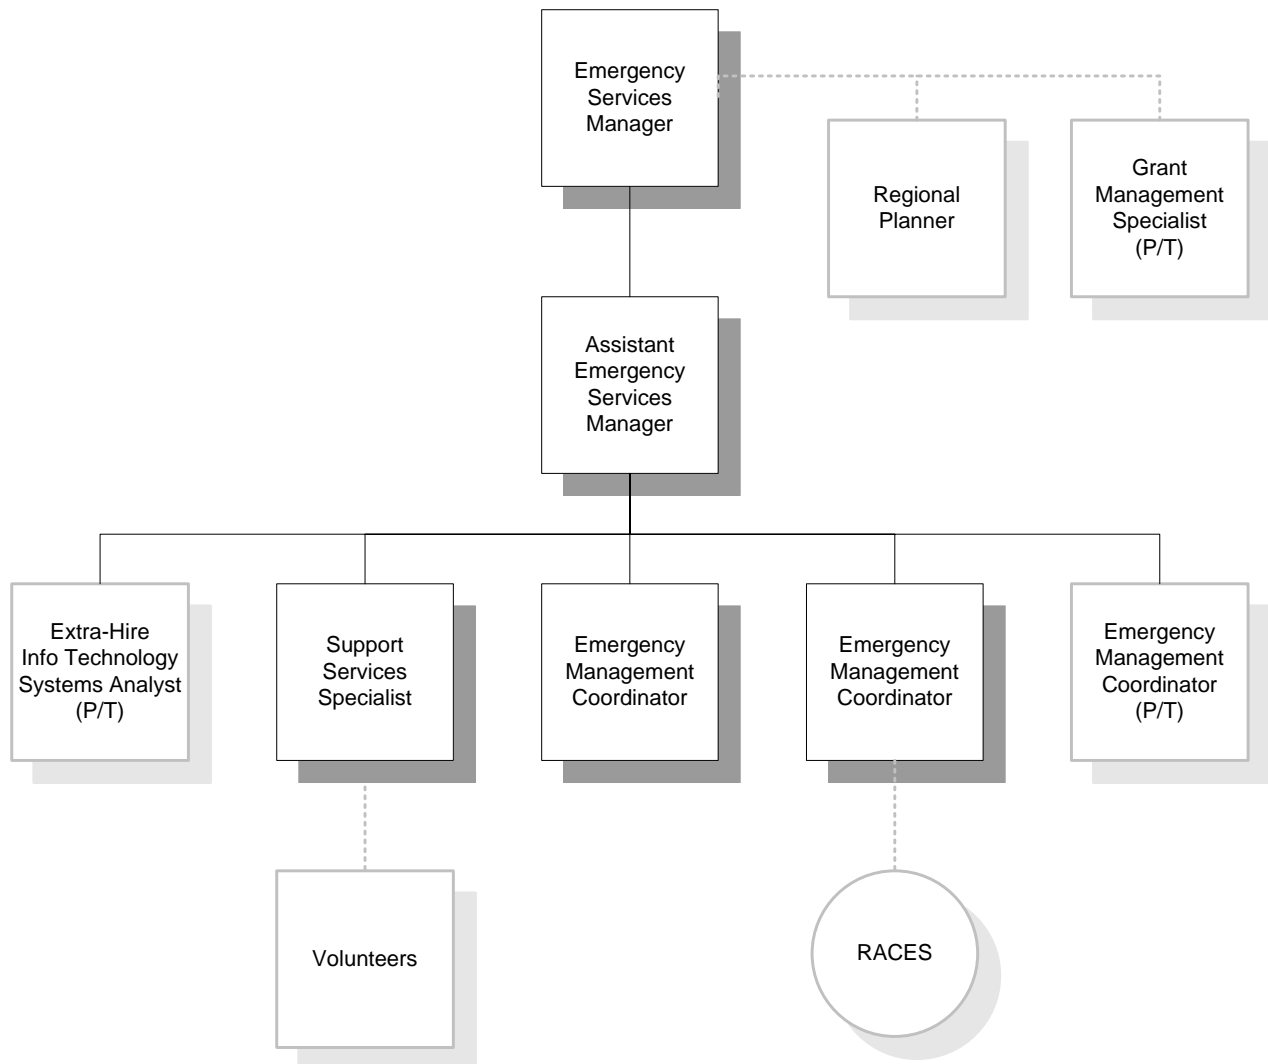 Emergency
Services
Manager
Regional
Planner
Grant
Management
Specialist
(P/T)
Assistant
Emergency
Services
Manager
Extra-Hire
Info Technology
Systems Analyst
(P/T)
Support
Services
Specialist
Emergency
Management
Coordinator
Emergency
Management
Coordinator
Emergency
Management
Coordinator
(P/T)
Volunteers
RACES